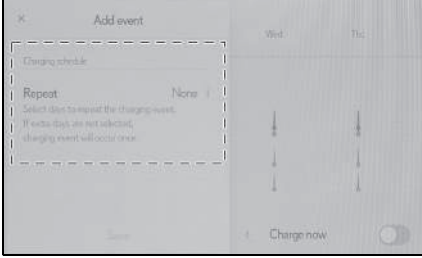 × Add event
Wed Thu
Charging schedule
Repeat None
Select days to repeat the charging event.
If extra days are not selected,
charging event will occur once.
Save
Charge now